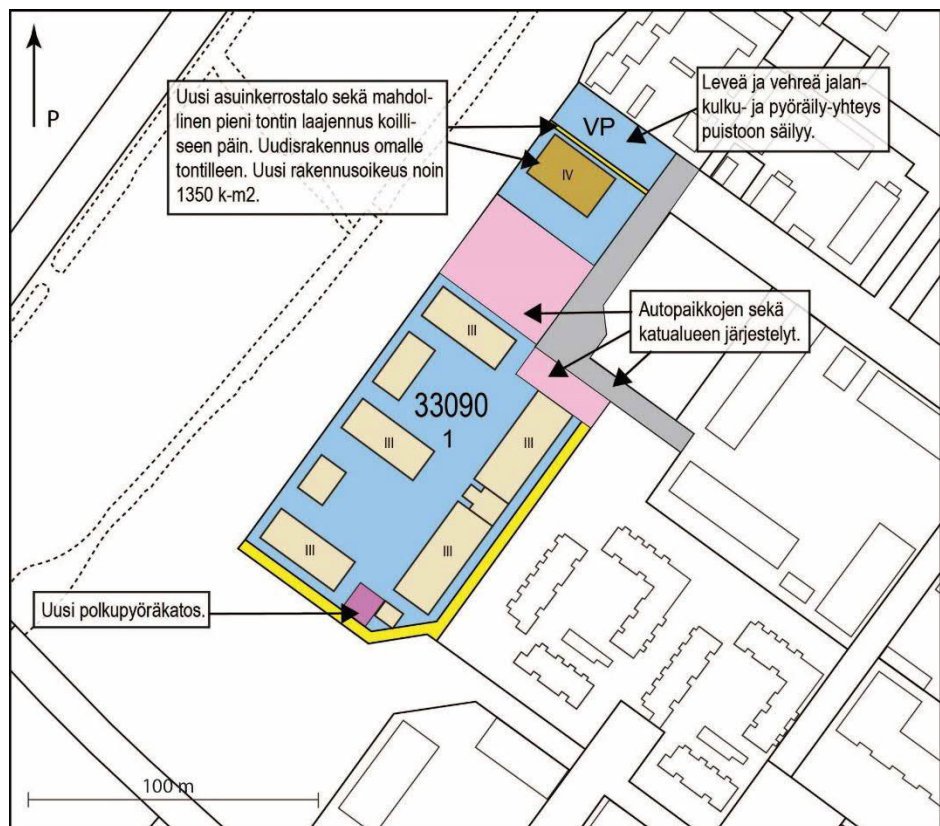 P
Uusi asuinkerrostalo sekä mahdol-
linen pieni tontin laajennus koilli-
seen päin. Uudisrakennus omalle
tontilleen. Uusi rakennusoikeus noin
1350 k-m2.
Leveä ja vehreä jalan-
kulku- ja pyöräily-yhteys
puistoon säilyy.
VP
IV
III
Autopaikkojen sekä
katualueen järjestelyt.
33090
1
III
III
III
III
Uusi polkupyöräkatos.
100 m